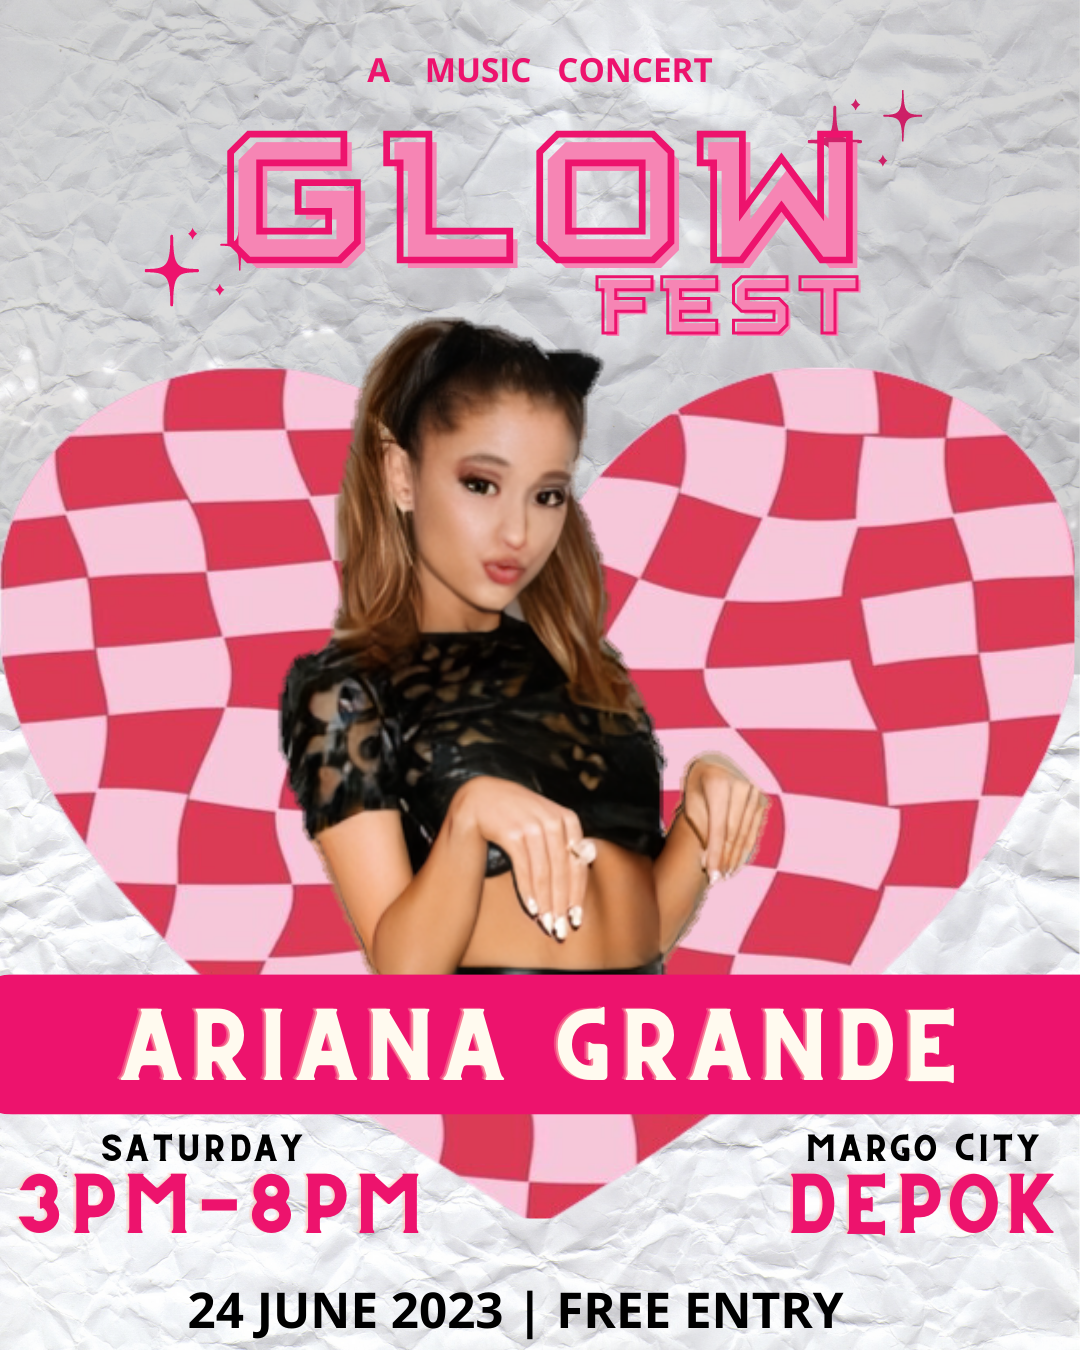 A MUSIC CONCERT
GLOW
FEST
ARIANA GRANDE
SATURDAY
3PM-8PM
MARGO CITY
DEPOK
24 JUNE 2023 | FREE ENTRY